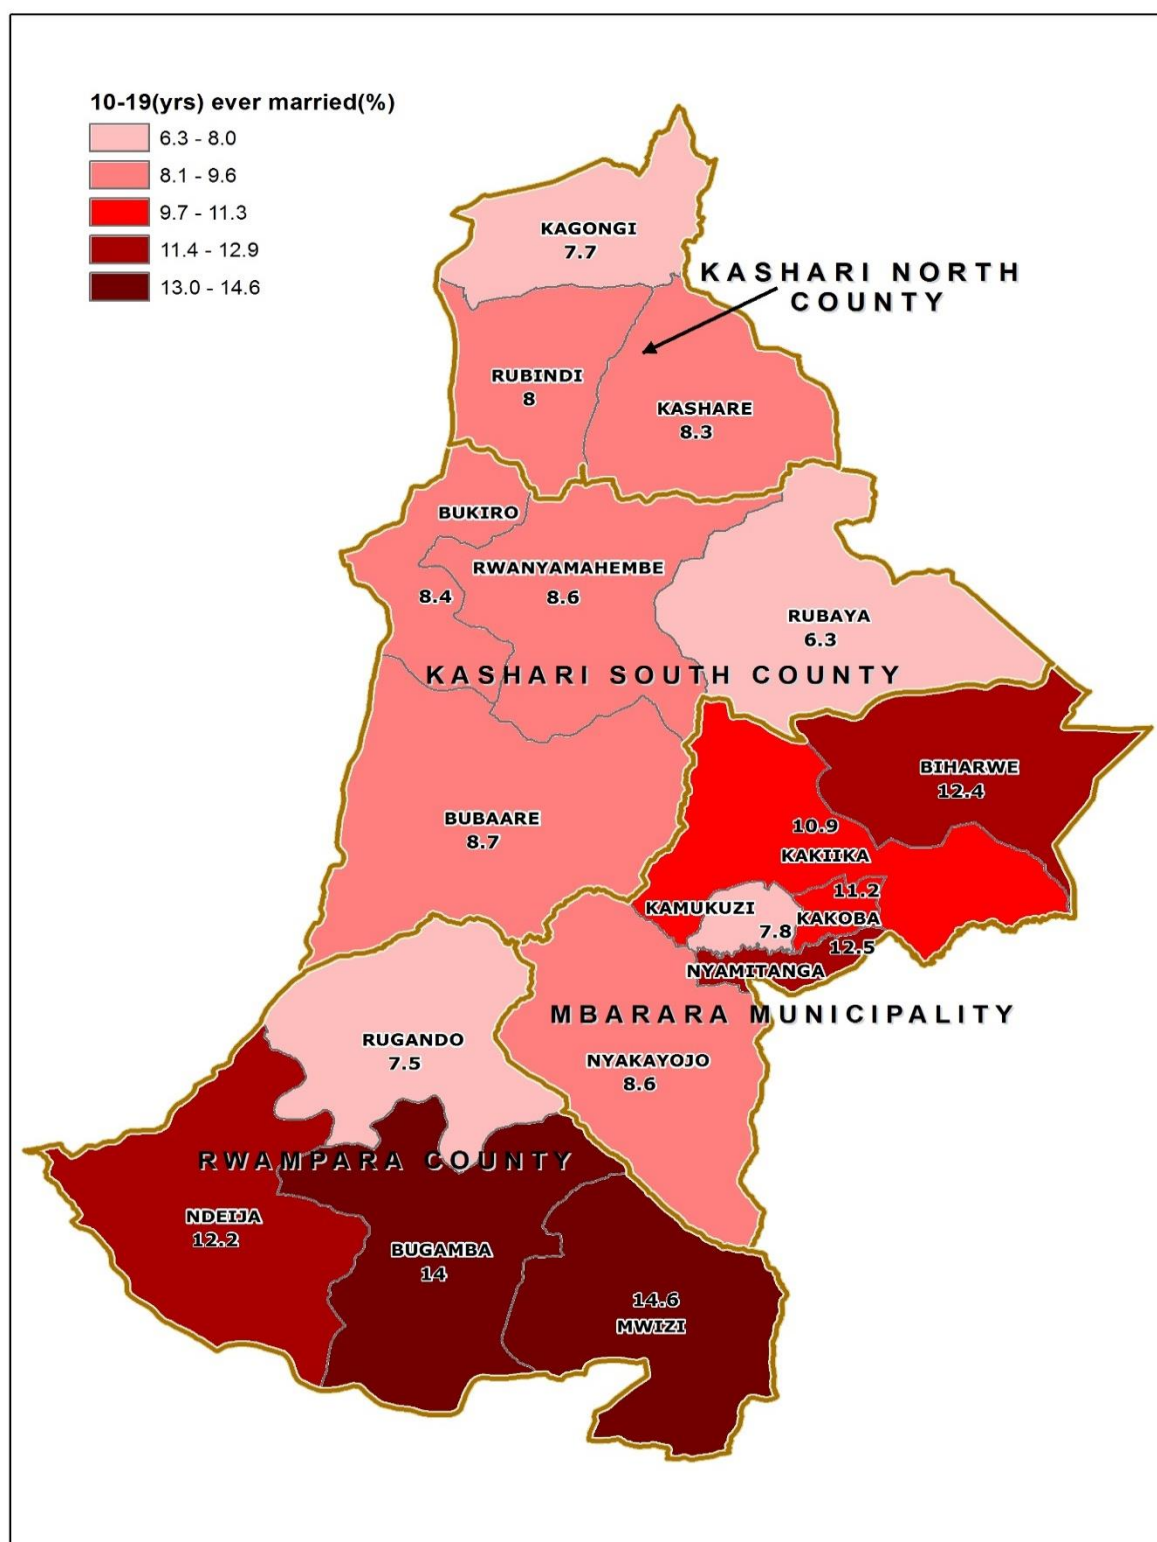 10-19(yrs) ever married(%)
6.3 - 8.0
8.1 - 9.6
9.7 - 11.3
11.4 - 12.9
13.0 - 14.6
KAGONGI
7.7
KASHARI NORTH
COUNTY
RUBINDI
8
KASHARE
8.3
BUKIRO
8.4
RWANYAMAHEMBE
8.6
RUBAYA
6.3
KASHARI SOUTH COUNTY
BIHARWE
12.4
BUBAARE
8.7
10.9
KAKIIKA
11.2
KAKOBA
KAMUKUZI
7.8
12.5
NYAMITANGA
MBARARA MUNICIPALITY
RUGANDO
7.5
NYAKAYOJO
8.6
RWAMPARA COUNTY
NDEIJA
12.2
BUGAMBA
14
14.6
MWIZI